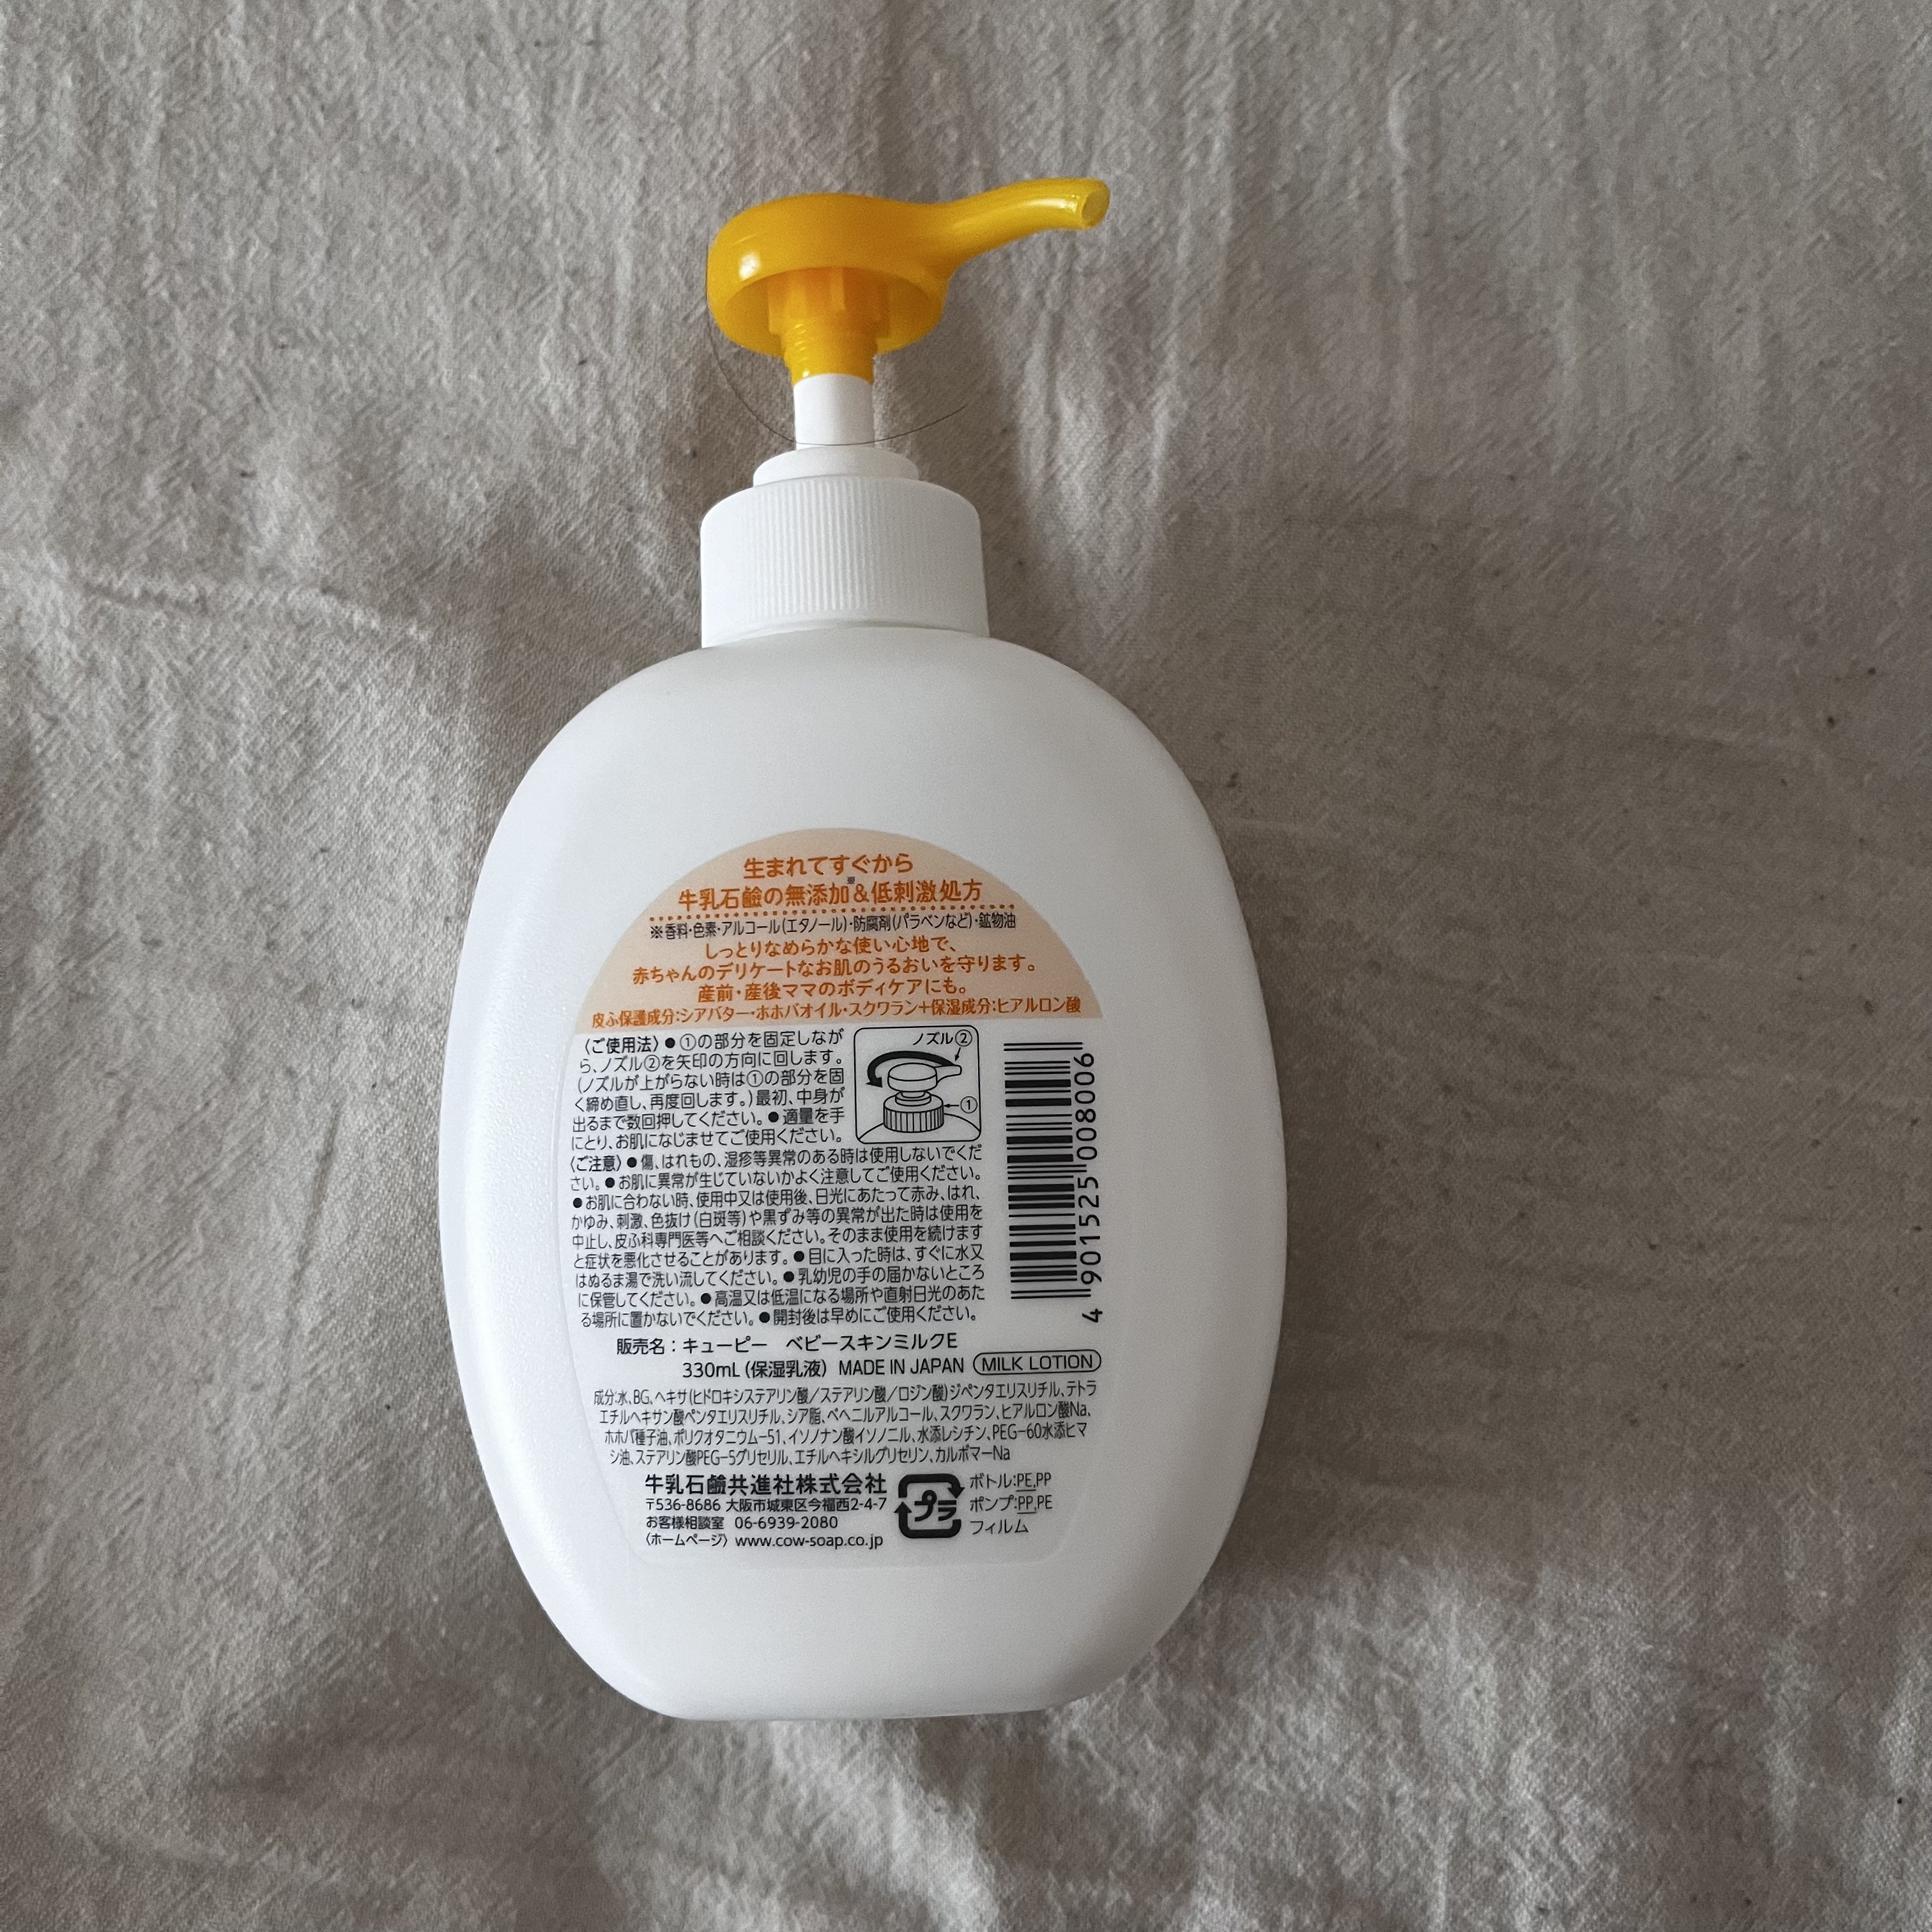 生まれてすぐから
牛乳石鹼の無添加※&低刺激処方
※香料・色素・アルコール(エタノール)・防腐剤(パラベンなど)・鉱物油
しっとりなめらかな使い心地で、
赤ちゃんのデリケートなお肌のうるおいを守ります。
産前・産後ママのボディケアにも。
皮ふ保護成分:シアバター・ホホバオイル・スクワラン+保湿成分:ヒアルロン酸
〈ご使用法〉●①の部分を固定しなが
ら、ノズル②を矢印の方向に回します。
(ノズルが上がらない時は①の部分を固
く締め直し、再度回します。)最初、中身が
出るまで数回押してください。●適量を手
にとり、お肌になじませてご使用ください。
ノズル②
①
〈ご注意〉●傷、はれもの、湿疹等異常のある時は使用しないでくだ
さい。●お肌に異常が生じていないかよく注意してご使用ください。
●お肌に合わない時、使用中又は使用後、日光にあたって赤み、はれ、
かゆみ、刺激、色抜け(白斑等)や黒ずみ等の異常が出た時は使用を
中止し、皮ふ科専門医等へご相談ください。そのまま使用を続けます
と症状を悪化させることがあります。●目に入った時は、すぐに水又
はぬるま湯で洗い流してください。●乳幼児の手の届かないところ
に保管してください。●高温又は低温になる場所や直射日光のあた
る場所に置かないでください。●開封後は早めにご使用ください。
4 901525 008006
販売名:キューピー ベビースキンミルクE
330mL(保湿乳液) MADE IN JAPAN MILK LOTION
成分:水、BG、ヘキサ(ヒドロキシステアリン酸/ステアリン酸/ロジン酸)ジペンタエリスリチル、テトラ
エチルヘキサン酸ペンタエリスリチル、シア脂、ベヘニルアルコール、スクワラン、ヒアルロン酸Na、
ホホバ種子油、ポリクオタニウム-51、イソノナン酸イソノニル、水添レシチン、PEG-60水添ヒマ
シ油、ステアリン酸PEG-5グリセリル、エチルヘキシルグリセリン、カルボマーNa
牛乳石鹼共進社株式会社
〒536-8686 大阪市城東区今福西2-4-7
お客様相談室 06-6939-2080
〈ホームページ〉 www.cow-soap.co.jp
プラ
ボトル:PE,PP
ポンプ:PP,PE
フィルム